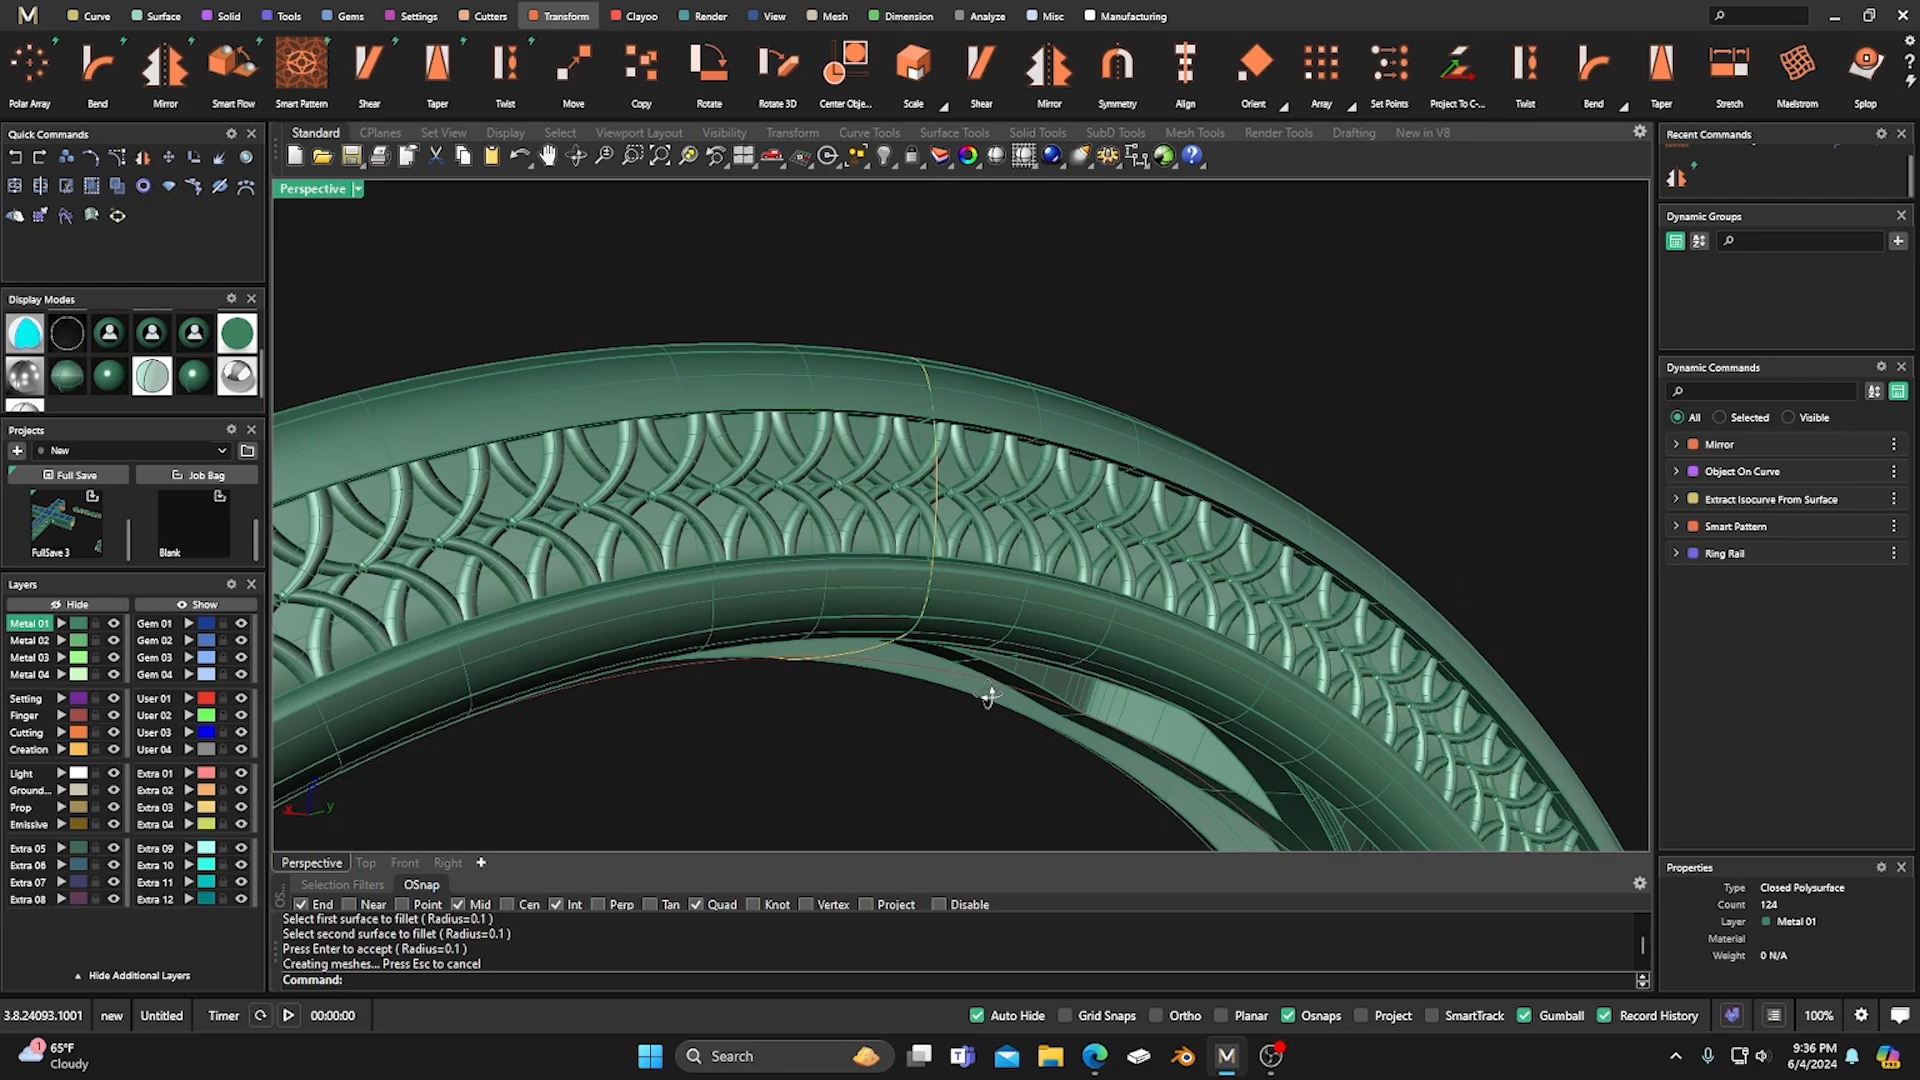 Curve Surface Solid Tools Gems Settings Cutters Transform Clayoo Render View Mesh Dimension Analyze Misc Manufacturing
Polar Array Bend Mirror Smart Flow Smart Pattern Shear Taper Twist Move Copy Rotate Rotate 3D Center Obje... Scale Shear Mirror Symmetry Align Orient Array Set Points Project To C-... Twist Bend Taper Stretch Maelstrom Splop
Quick Commands
Standard CPlanes Set View Display Select Viewport Layout Visibility Transform Curve Tools Surface Tools Solid Tools SubD Tools Mesh Tools Render Tools Drafting New in V8
Recent Commands
Perspective
Dynamic Groups
Display Modes
Dynamic Commands
All Selected Visible
Mirror
Object On Curve
Extract Isocurve From Surface
Smart Pattern
Ring Rail
Projects
New
Full Save Job Bag
FullSave 3 Blank
Layers
Hide Show
Metal 01 Gem 01
Metal 02 Gem 02
Metal 03 Gem 03
Metal 04 Gem 04
Setting User 01
Finger User 02
Cutting User 03
Creation User 04
Light Extra 01
Ground... Extra 02
Prop Extra 03
Emissive Extra 04
Extra 05 Extra 09
Extra 06 Extra 10
Extra 07 Extra 11
Extra 08 Extra 12
Hide Additional Layers
x y
Perspective Top Front Right
Selection Filters OSnap
End Near Point Mid Cen Int Perp Tan Quad Knot Vertex Project Disable
Select first surface to fillet ( Radius=0.1 )
Select second surface to fillet ( Radius=0.1 )
Press Enter to accept ( Radius=0.1 )
Creating meshes... Press Esc to cancel
Command:
Properties
Type Closed Polysurface
Count 124
Layer Metal 01
Material
Weight 0 N/A
3.8.24093.1001 new Untitled Timer 00:00:00 Auto Hide Grid Snaps Ortho Planar Osnaps Project SmartTrack Gumball Record History 100%
1 65°F
Cloudy
Search
9:36 PM
6/4/2024